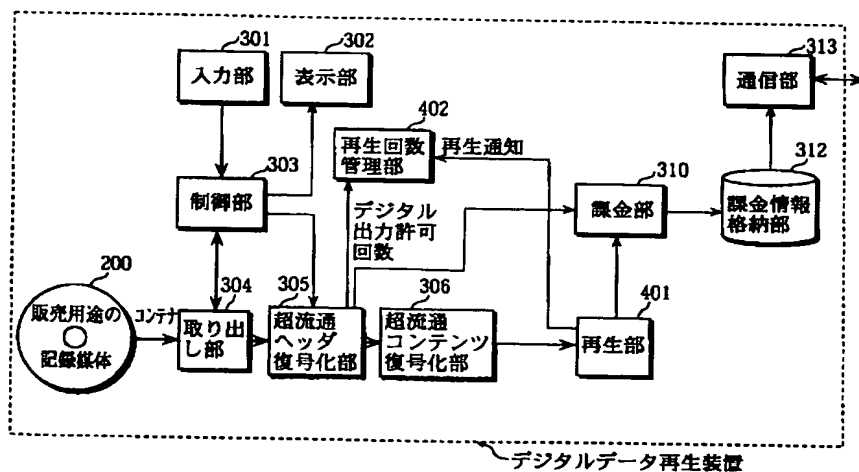 301
入力部
302
表示部
313
通信部
402
再生回数
管理部
再生通知
303
制御部
310
課金部
312
課金情報
格納部
デジタル
出力許可
回数
200
販売用途の
記録媒体
コンテナ
304
取り出
し部
305
超流通
ヘッダ
復号化部
306
超流通
コンテンツ
復号化部
401
再生部
デジタルデータ再生装置